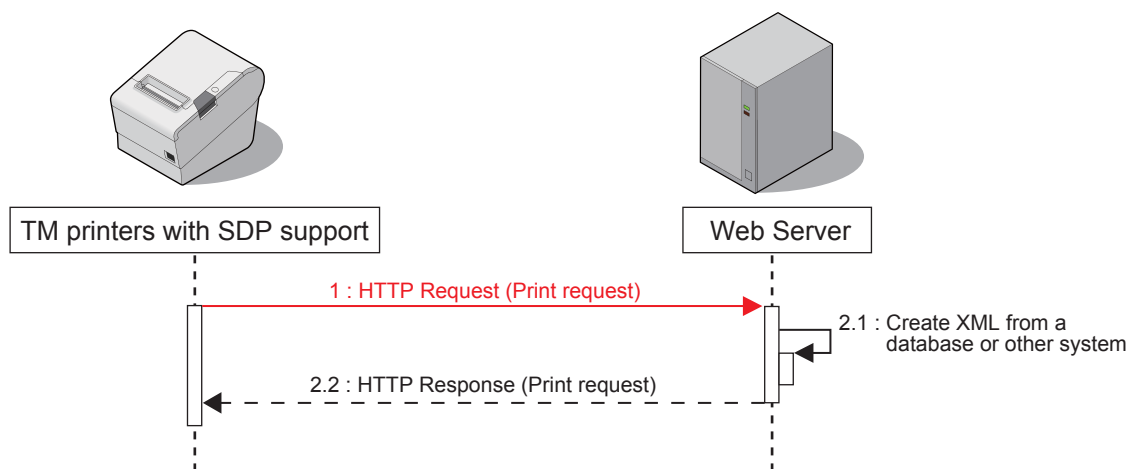 TM printers with SDP support
Web Server
1 : HTTP Request (Print request)
2.1 : Create XML from a
database or other system
2.2 : HTTP Response (Print request)